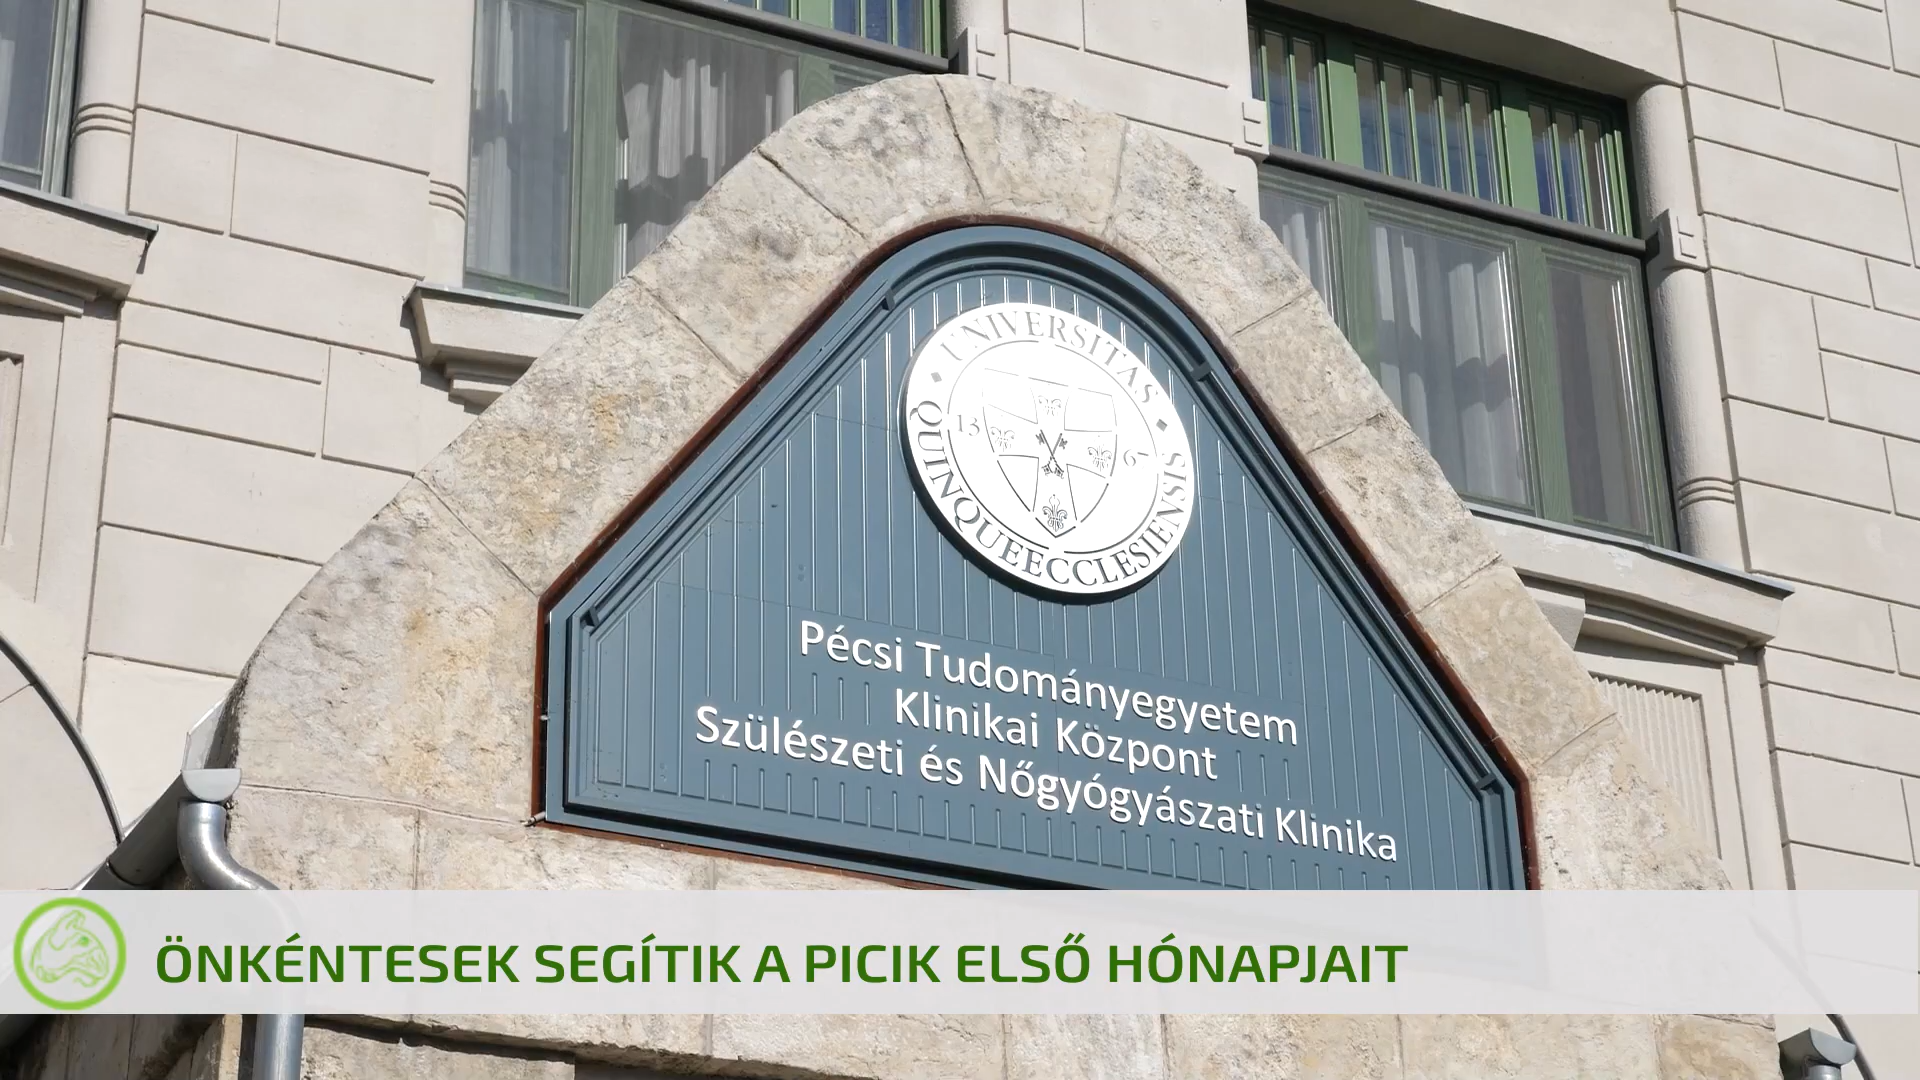 UNIVERSITAS
QUINQUEECCLESIENSIS
13 67
Pécsi Tudományegyetem
Klinikai Központ
Szülészeti és Nőgyógyászati Klinika
ÖNKÉNTESEK SEGÍTIK A PICIK ELSŐ HÓNAPJAIT